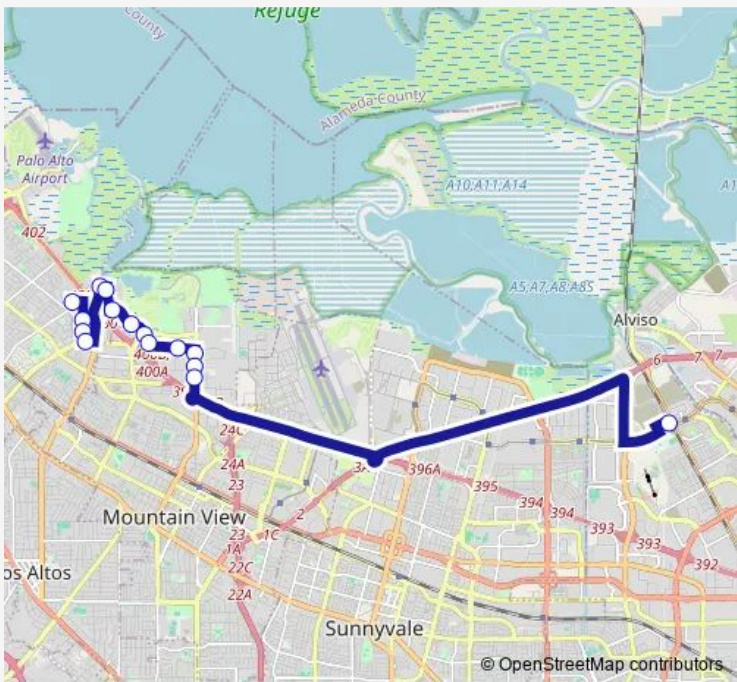 Refuge
County
Alameda County
Palo Alto
Airport
A10;A11;A14
A1
402
A5;A7;A8;A8S
Alviso
400A
6
7
7
24C
24A
23
3A
396A
395
394
394
393
393
392
Mountain View
2
1C
23
1A
22C
22A
os Altos
Sunnyvale
© OpenStreetMap contributors